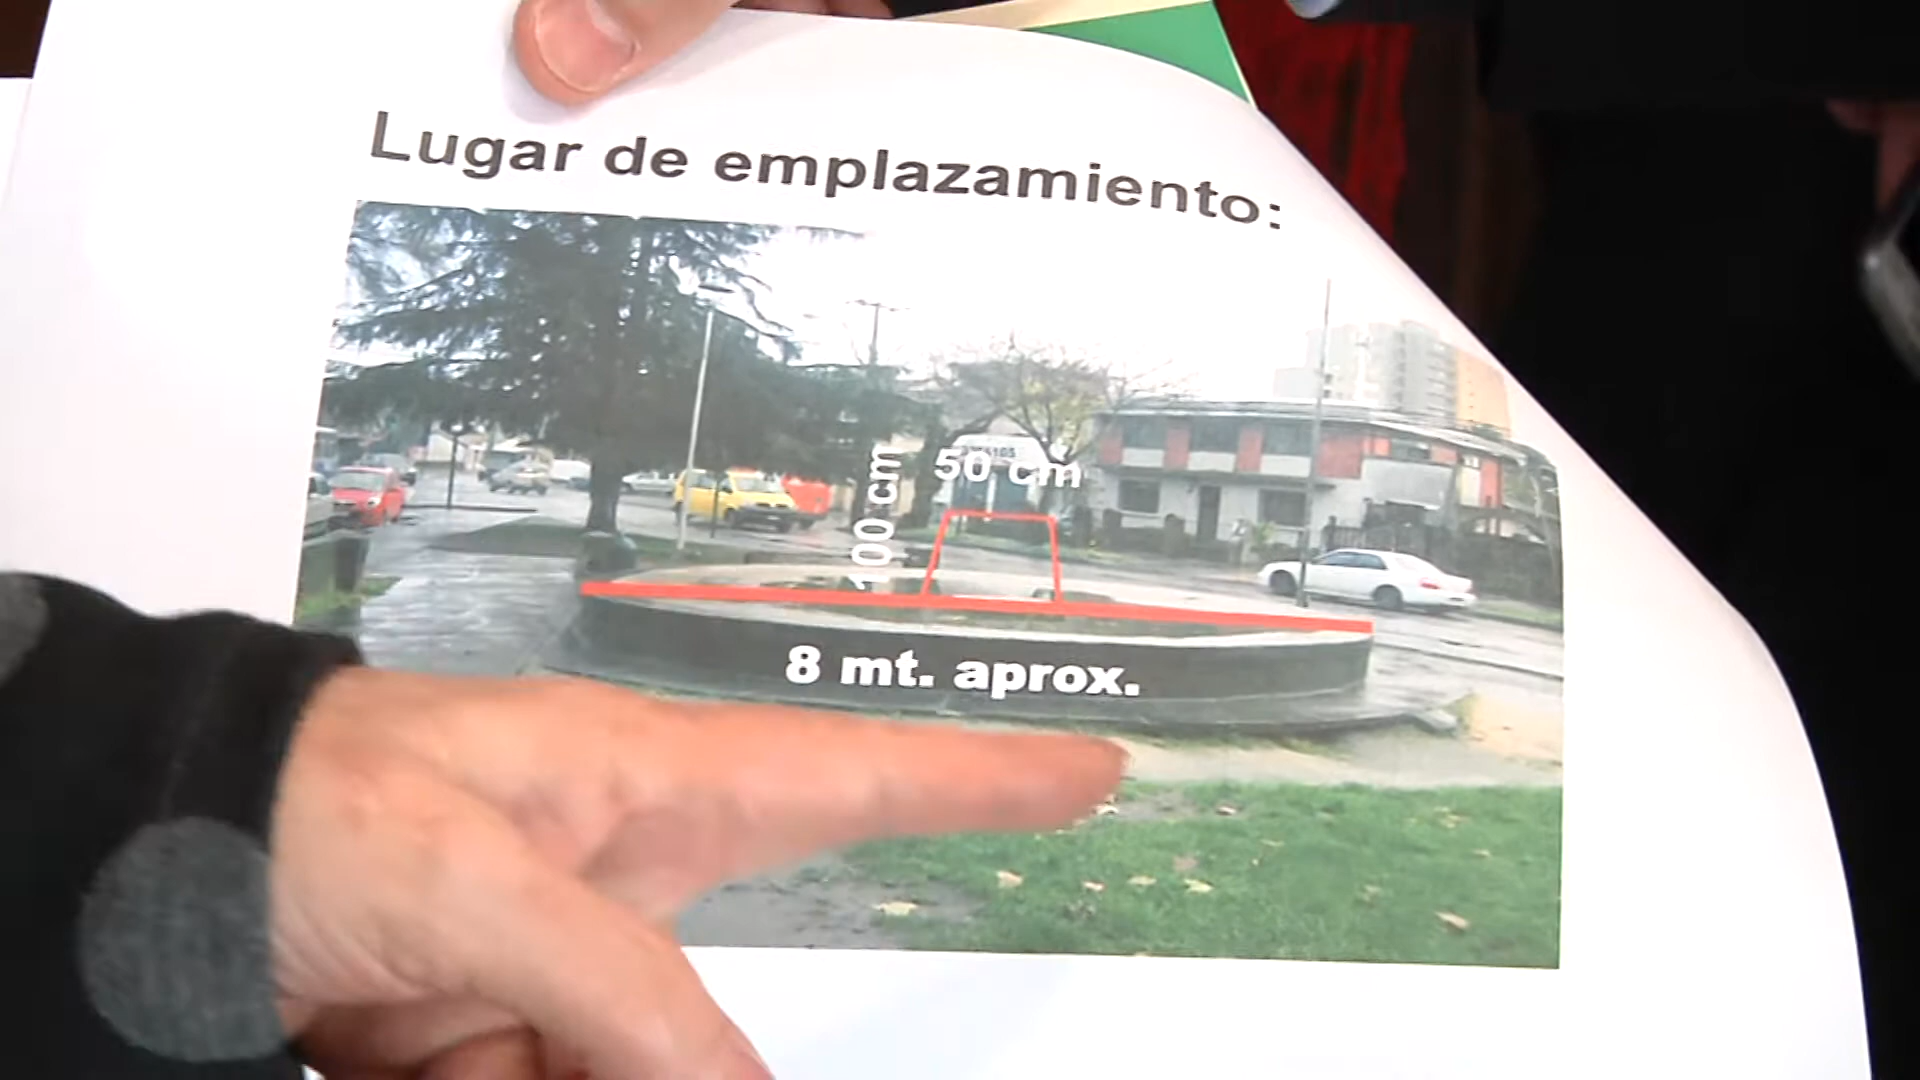 Lugar de emplazamiento:
50 cm
100 cm
8 mt. aprox.